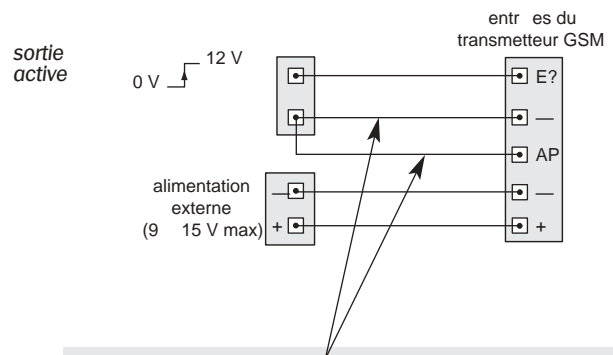 entr es du
transmetteur GSM
sortie
active
12 V
0 V
E?
—
AP
alimentation
externe
(9 15 V max)
—
+
—
+